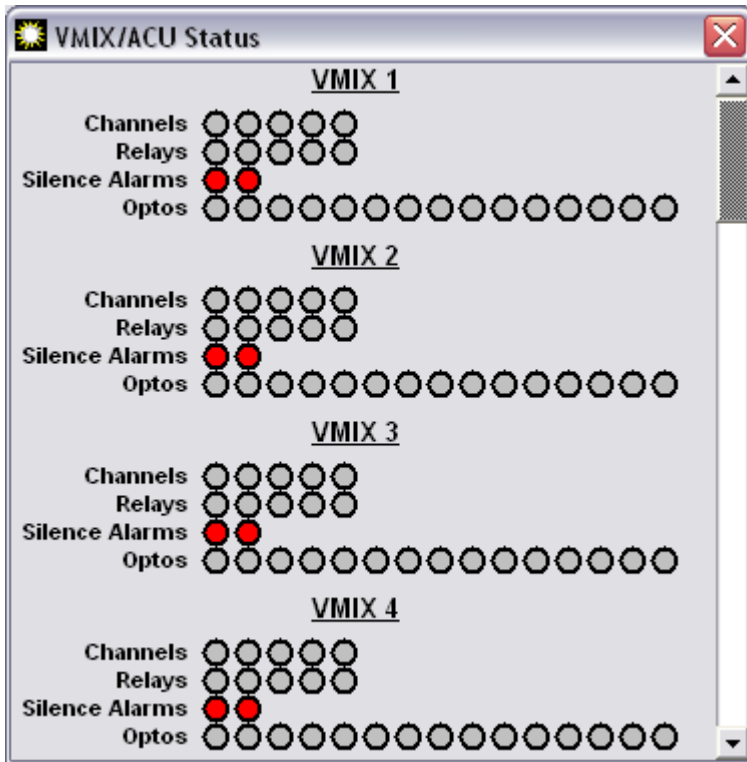 VMIX/ACU Status
VMIX 1
Channels
Relays
Silence Alarms
Optos
VMIX 2
Channels
Relays
Silence Alarms
Optos
VMIX 3
Channels
Relays
Silence Alarms
Optos
VMIX 4
Channels
Relays
Silence Alarms
Optos